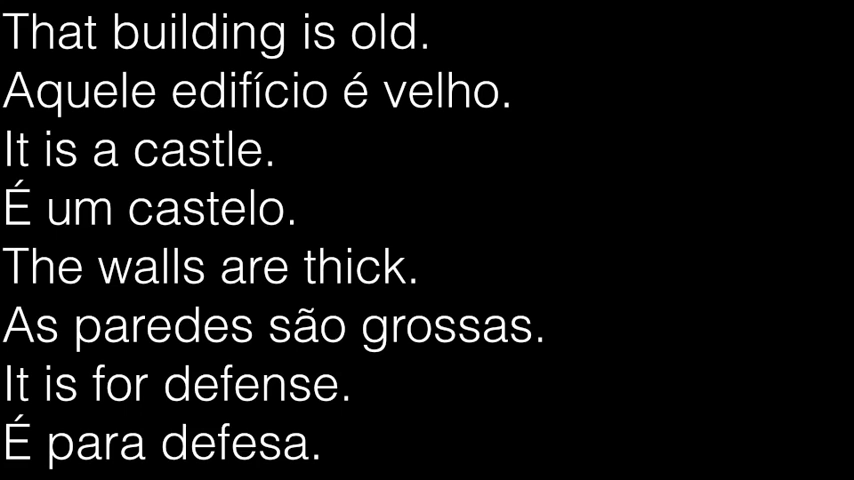 That building is old.
Aquele edifício é velho.
It is a castle.
É um castelo.
The walls are thick.
As paredes são grossas.
It is for defense.
É para defesa.